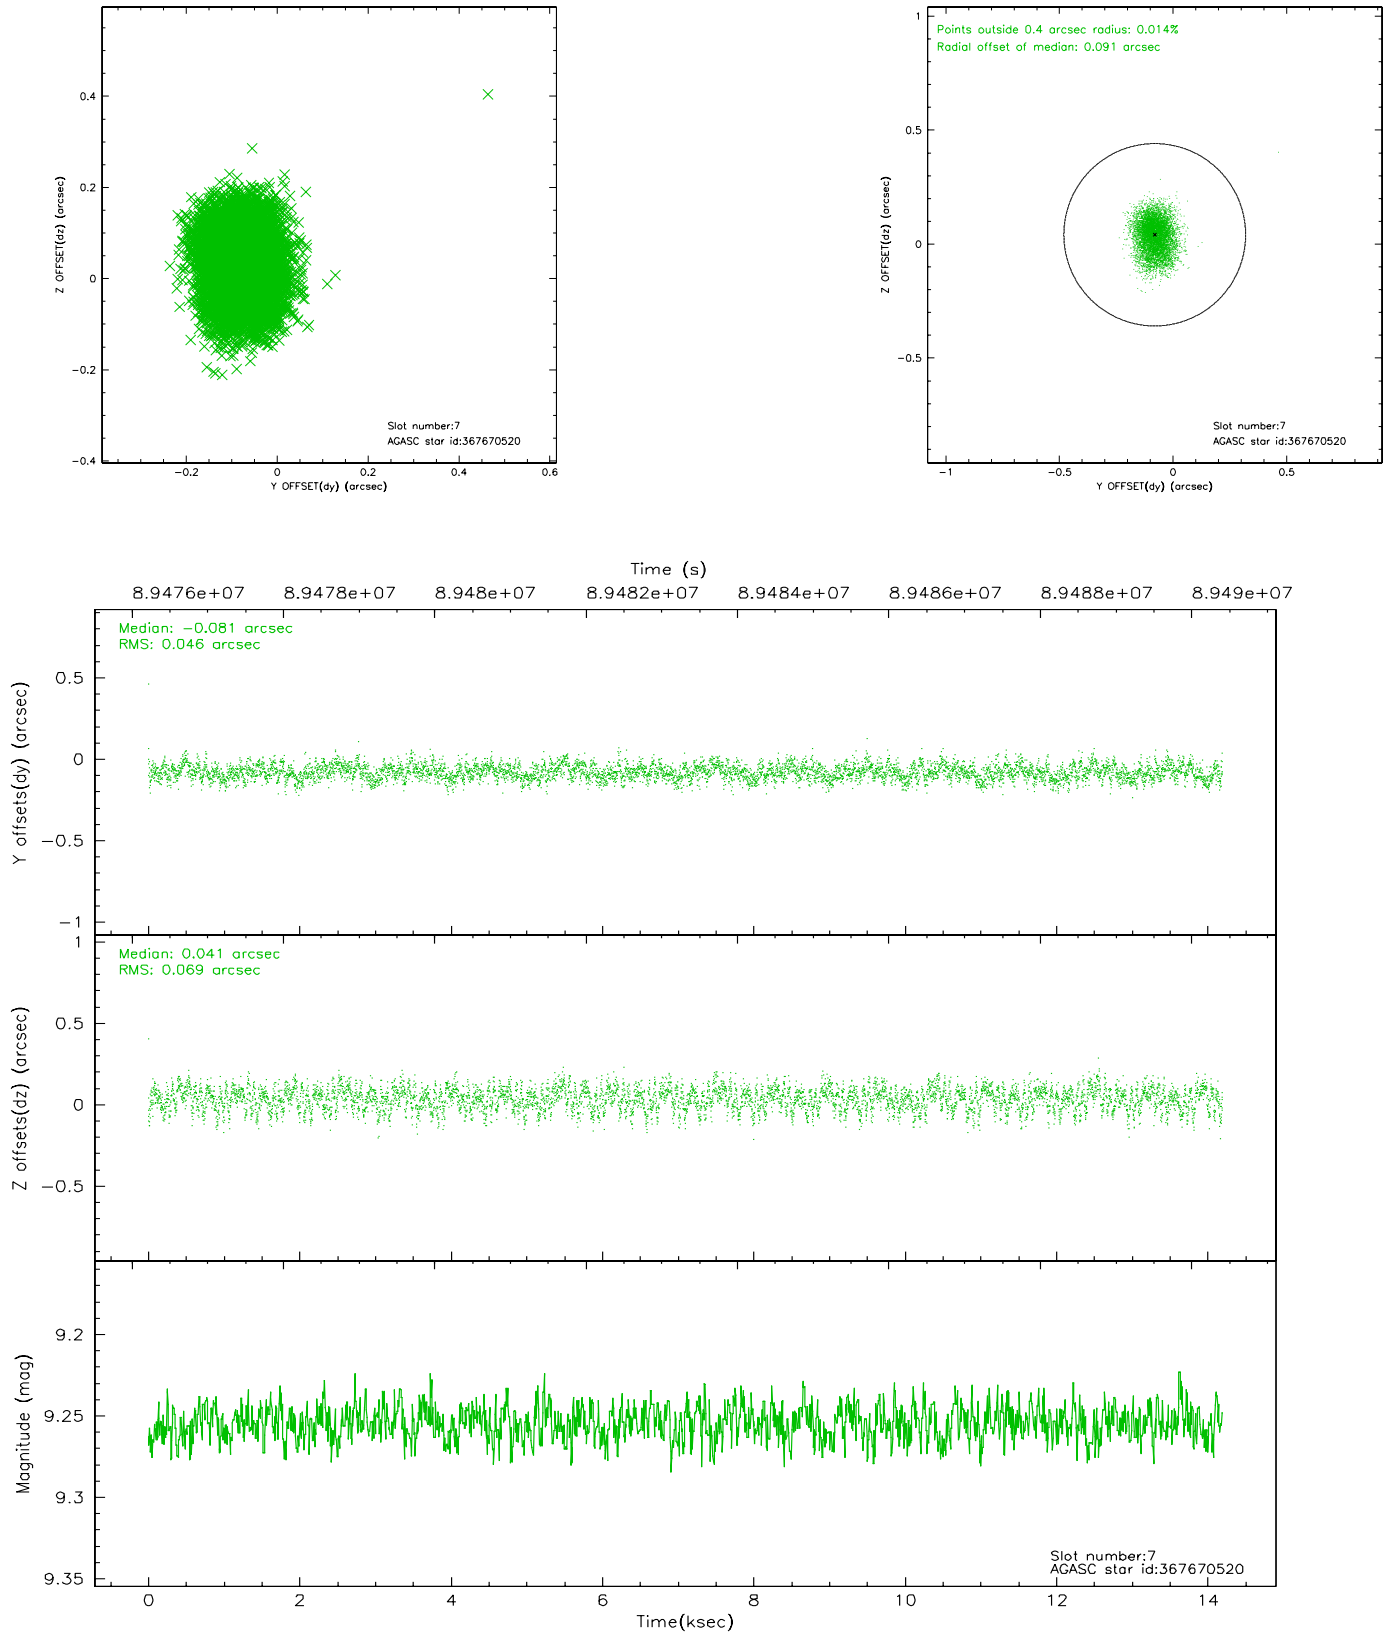 0.4
0.2
0
-0.2
-0.4
Z OFFSET(dz) (arcsec)
Slot number:7
AGASC star id:367670520
-0.2 0 0.2 0.4 0.6
Y OFFSET(dy) (arcsec)
Points outside 0.4 arcsec radius: 0.014%
Radial offset of median: 0.091 arcsec
1
0.5
0
-0.5
Z OFFSET(dz) (arcsec)
Slot number:7
AGASC star id:367670520
-1 -0.5 0 0.5
Y OFFSET(dy) (arcsec)
Time (s)
8.9476e+07 8.9478e+07 8.948e+07 8.9482e+07 8.9484e+07 8.9486e+07 8.9488e+07 8.949e+07
Median: -0.081 arcsec
RMS: 0.046 arcsec
0.5
0
-0.5
-1
Y offsets(dy) (arcsec)
Median: 0.041 arcsec
RMS: 0.069 arcsec
1
0.5
0
-0.5
Z offsets(dz) (arcsec)
9.2
9.25
9.3
9.35
Magnitude (mag)
Slot number:7
AGASC star id:367670520
0 2 4 6 8 10 12 14
Time(ksec)